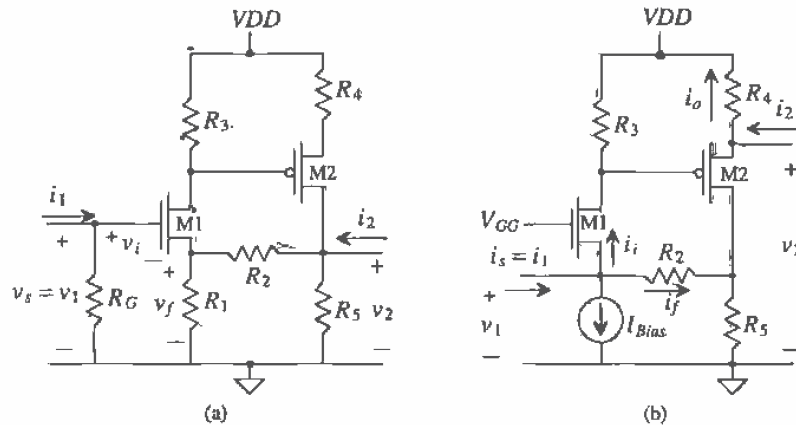 VDD
R4
R3
M2
i1
M1
i2
+
+
vi
−
+
R2
+
vs = v1
RG
vf
R1
R5
v2
−
−
−
(a)
VDD
io
R4
i2
R3
+
M2
VGG
M1
is = i1
ii
R2
+
if
v1
IBias
R5
−
−
(b)